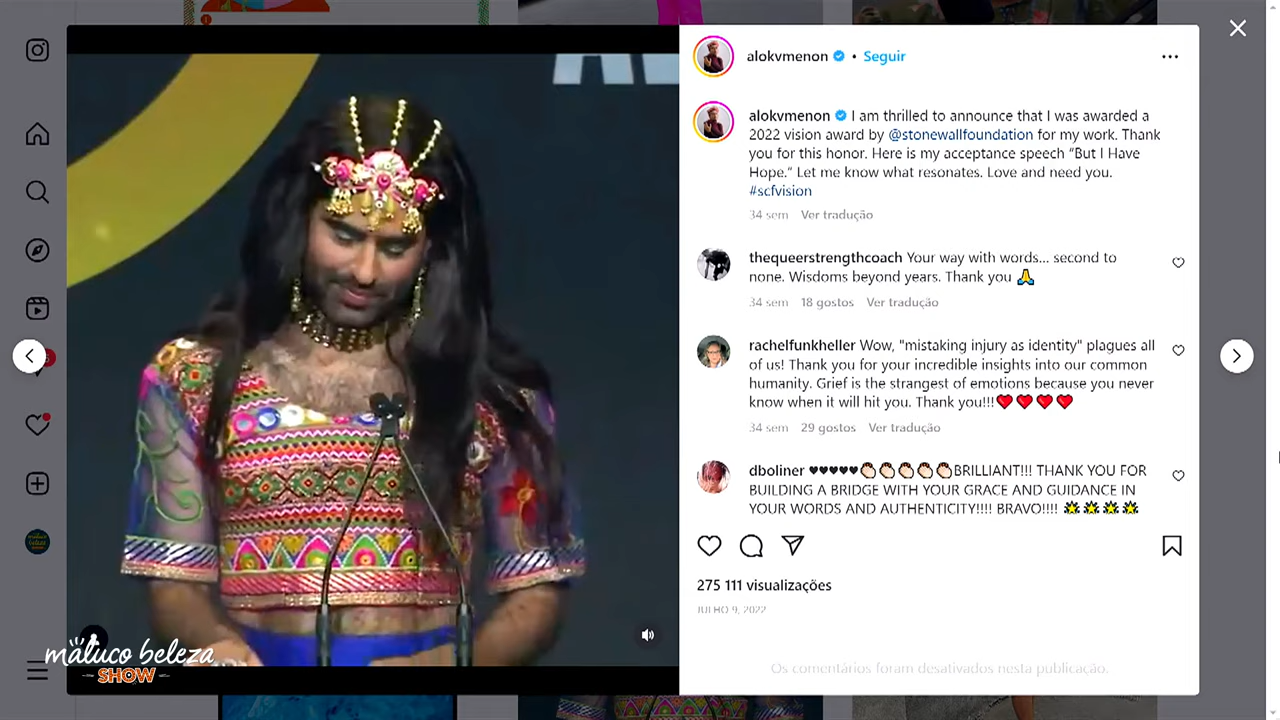 alokvmenon • Seguir
alokvmenon I am thrilled to announce that I was awarded a
2022 vision award by @stonewallfoundation for my work. Thank
you for this honor. Here is my acceptance speech “But I Have
Hope.” Let me know what resonates. Love and need you.
#scfvision
34 sem Ver tradução
thequeerstrengthcoach Your way with words... second to
none. Wisdoms beyond years. Thank you 🙏
34 sem 18 gostos Ver tradução
rachelfunkheller Wow, "mistaking injury as identity" plagues all
of us! Thank you for your incredible insights into our common
humanity. Grief is the strangest of emotions because you never
know when it will hit you. Thank you!!!❤️❤️❤️❤️
34 sem 29 gostos Ver tradução
dboliner ♥♥♥♥♥👏🏻👏🏻👏🏻👏🏻👏🏻BRILLIANT!!! THANK YOU FOR
BUILDING A BRIDGE WITH YOUR GRACE AND GUIDANCE IN
YOUR WORDS AND AUTHENTICITY!!!! BRAVO!!!! 🌟🌟🌟🌟
275 111 visualizações
JULHO 9, 2022
Os comentários foram desativados nesta publicação.
maluco beleza
SHOW